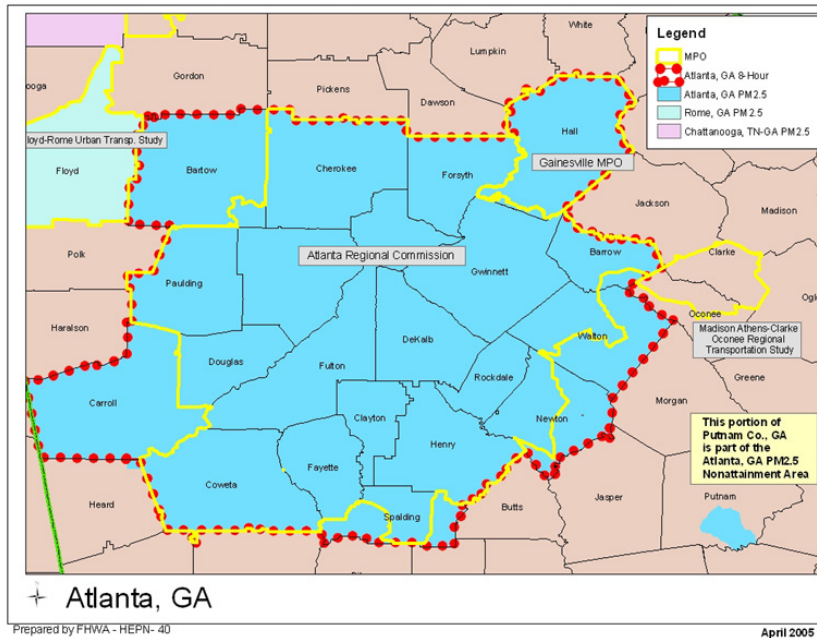 Legend
MPO
Atlanta, GA 8-Hour
Atlanta, GA PM2.5
Rome, GA PM2.5
Chattanooga, TN-GA PM2.5
White
Lumpkin
Gordon
ooga
Pickens
Dawson
Hall
loyd-Rome Urban Transp. Study
Gainesville MPO
Floyd
Bartow
Cherokee
Forsyth
Jackson
Madison
Polk
Atlanta Regional Commission
Barrow
Clarke
Paulding
Gwinnett
Haralson
Oconee
Ogle
Madison Athens-Clarke
Oconee Regional
Transportation Study
Walton
Douglas
Fulton
DeKalb
Rockdale
Greene
Carroll
Clayton
Newton
Morgan
This portion of
Putnam Co., GA
is part of the
Atlanta, GA PM2.5
Nonattainment Area
Henry
Fayette
Coweta
Heard
Spalding
Butts
Jasper
Putnam
Atlanta, GA
Prepared by FHWA - HEPN- 40
April 2005